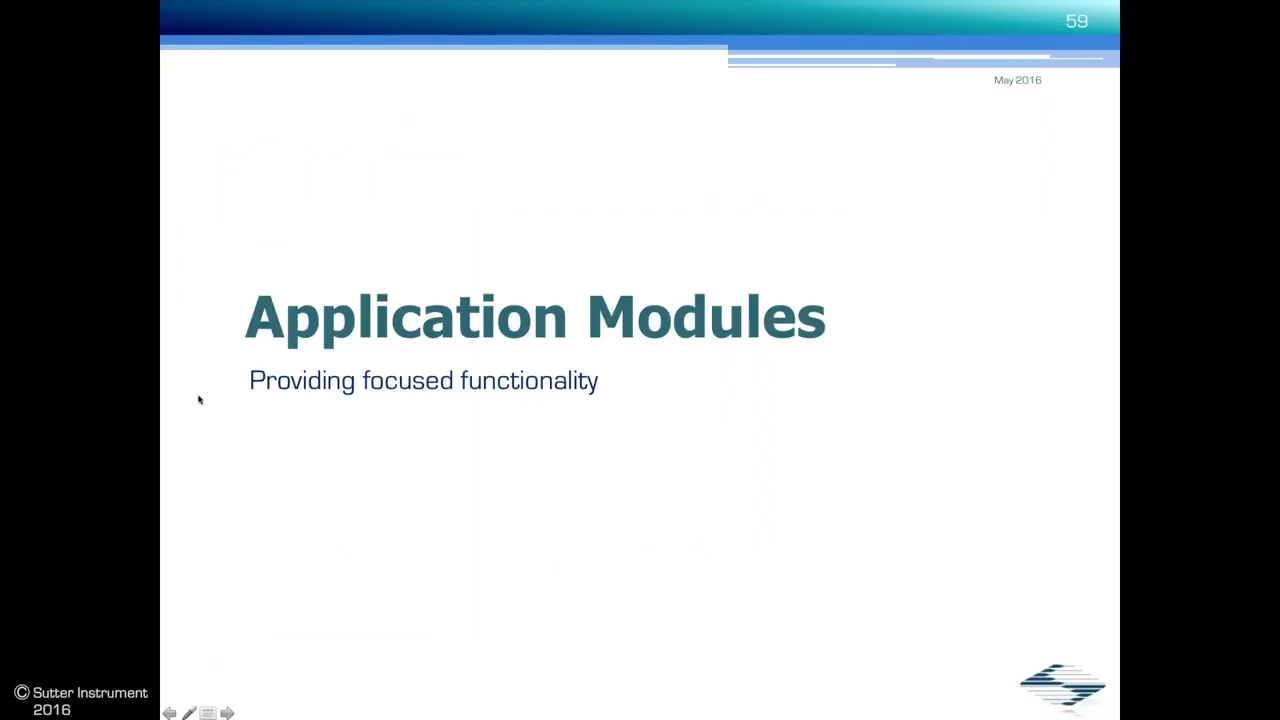 59
May 2016
Application Modules
Providing focused functionality
© Sutter Instrument
2016